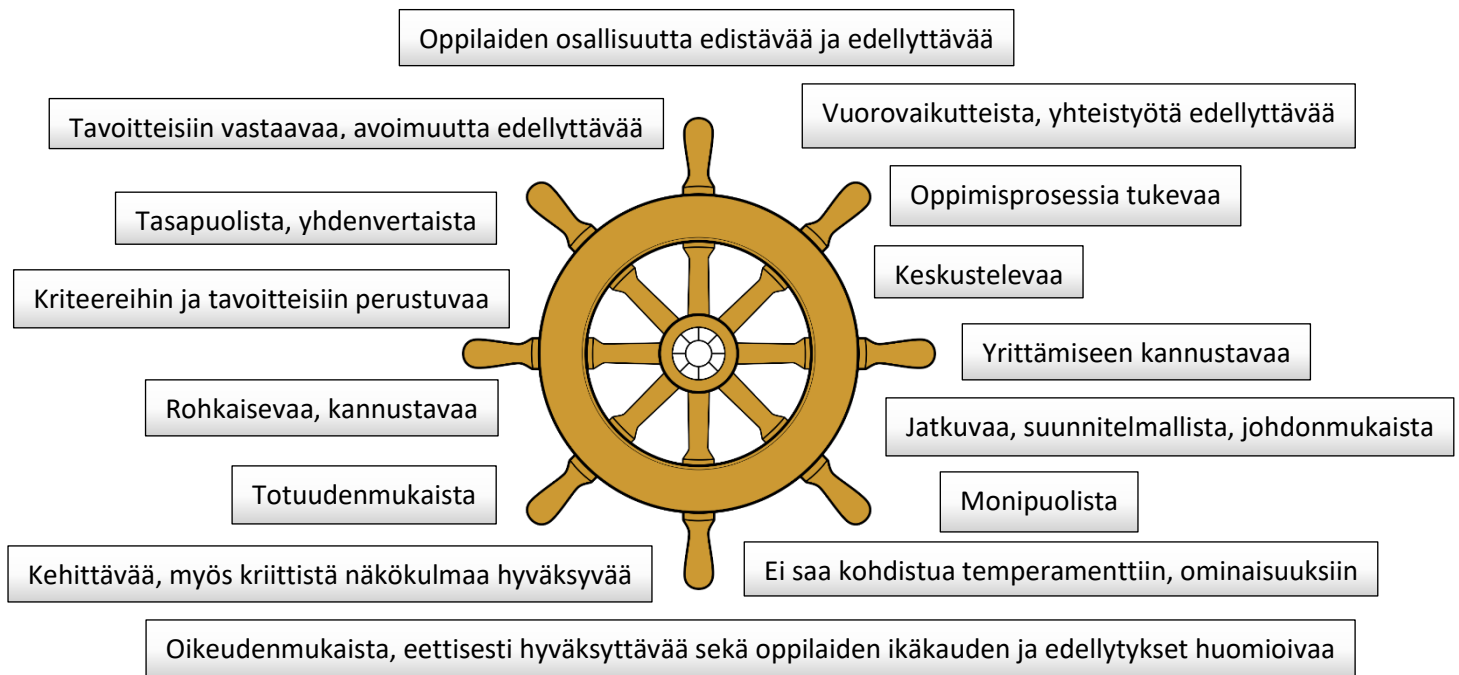 Oppilaiden osallisuutta edistävää ja edellyttävää
Tavoitteisiin vastaavaa, avoimuutta edellyttävää
Vuorovaikutteista, yhteistyötä edellyttävää
Tasapuolista, yhdenvertaista
Oppimisprosessia tukevaa
Kriteereihin ja tavoitteisiin perustuvaa
Keskustelevaa
Yrittämiseen kannustavaa
Rohkaisevaa, kannustavaa
Jatkuvaa, suunnitelmallista, johdonmukaista
Totuudenmukaista
Monipuolista
Kehittävää, myös kriittistä näkökulmaa hyväksyvää
Ei saa kohdistua temperamenttiin, ominaisuuksiin
Oikeudenmukaista, eettisesti hyväksyttävää sekä oppilaiden ikäkauden ja edellytykset huomioivaa